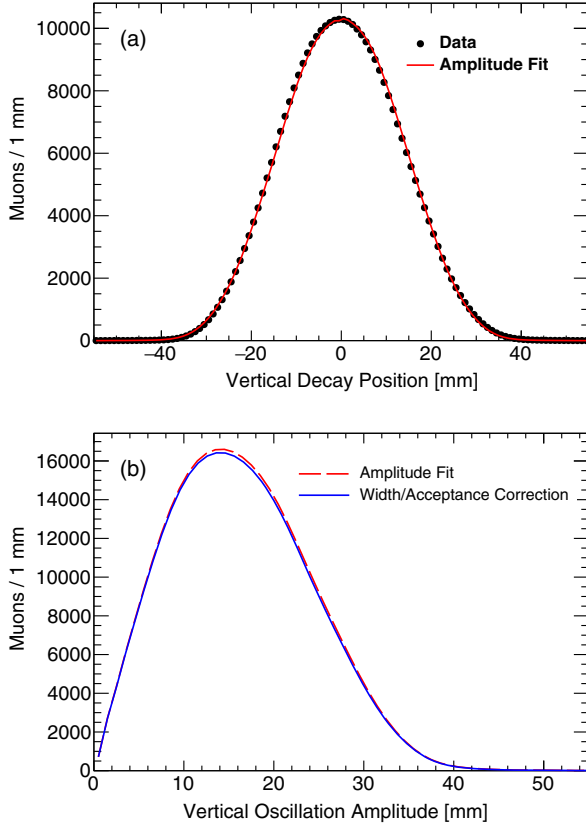 (a)
Data
Amplitude Fit
Muons / 1 mm
10000
8000
6000
4000
2000
0
−40 −20 0 20 40
Vertical Decay Position [mm]
(b)
Amplitude Fit
Width/Acceptance Correction
Muons / 1 mm
16000
14000
12000
10000
8000
6000
4000
2000
0
0 10 20 30 40 50
Vertical Oscillation Amplitude [mm]